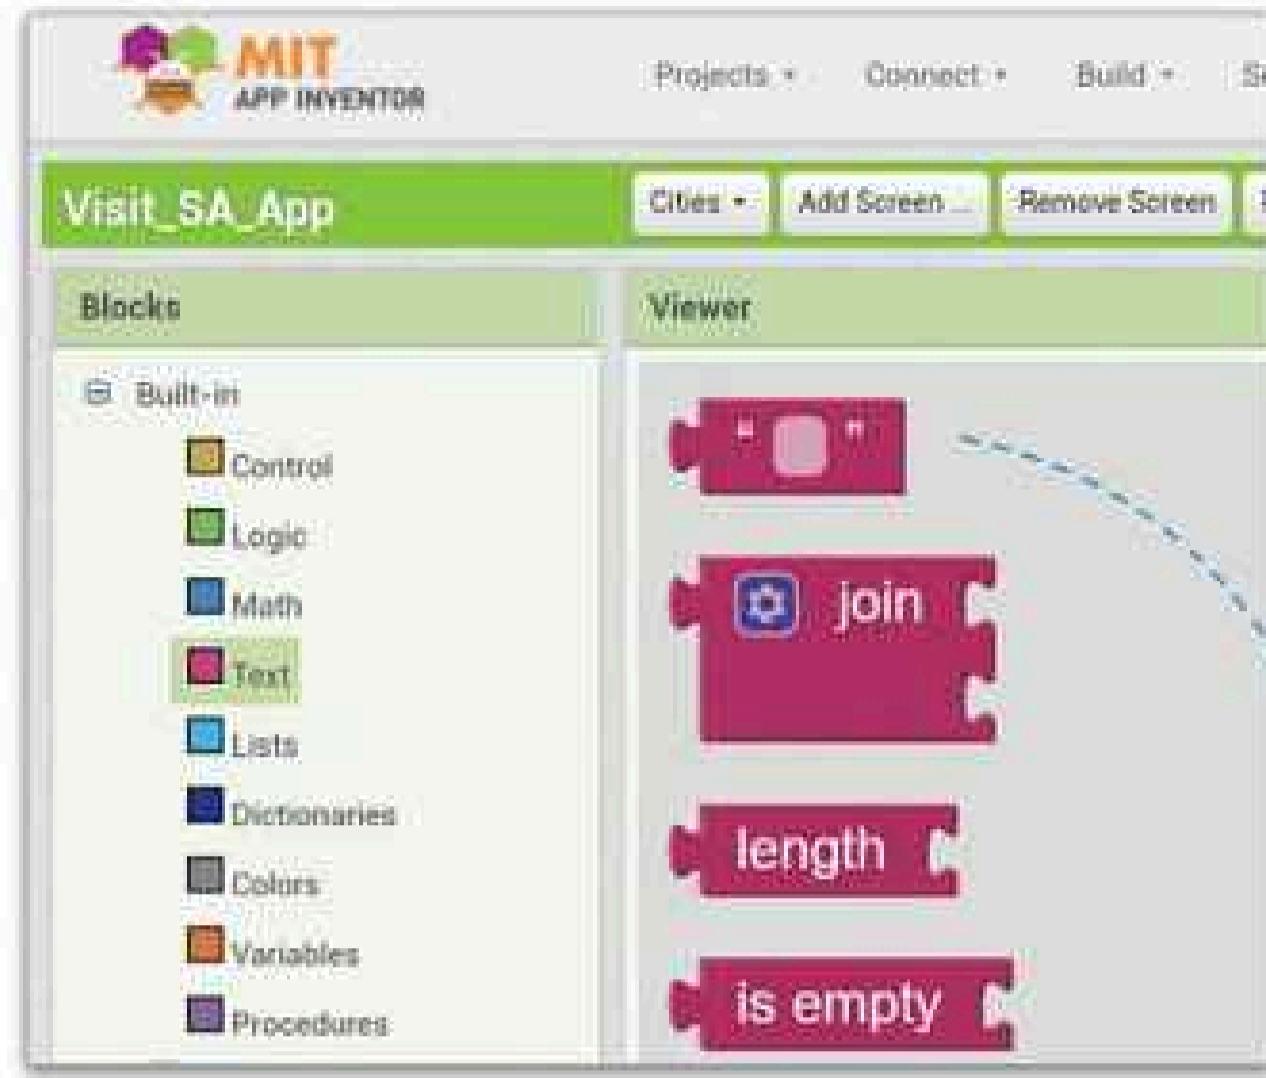 MIT
APP INVENTOR
Projects
Connect
Build
Visit_SA_App
Cities
Add Screen ...
Remove Screen
Blocks
Viewer
Built-in
Control
Logic
Math
Text
Lists
Dictionaries
Colors
Variables
Procedures
" "
join
length
is empty